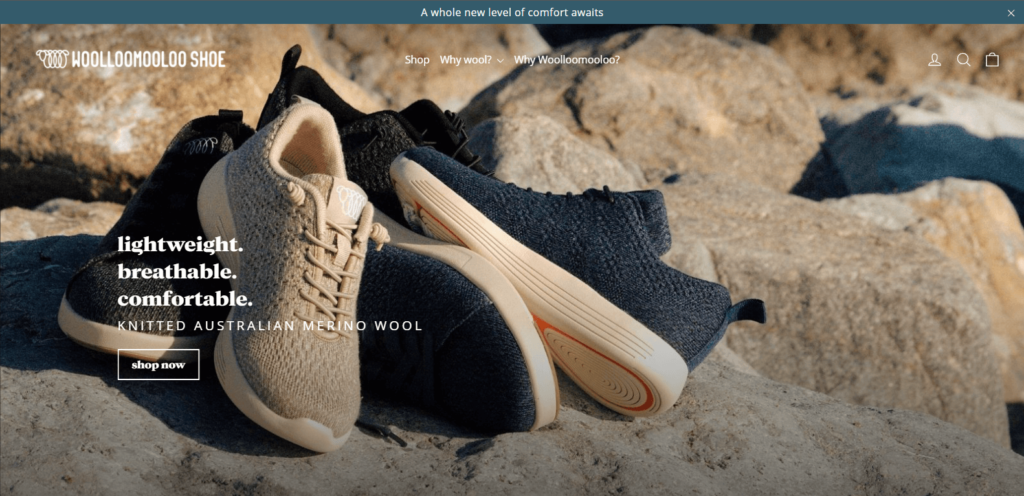 A whole new level of comfort awaits
WOOLLOOMOOLOO SHOE
Shop Why wool? Why Woolloomooloo?
lightweight.
breathable.
comfortable.
KNITTED AUSTRALIAN MERINO WOOL
shop now